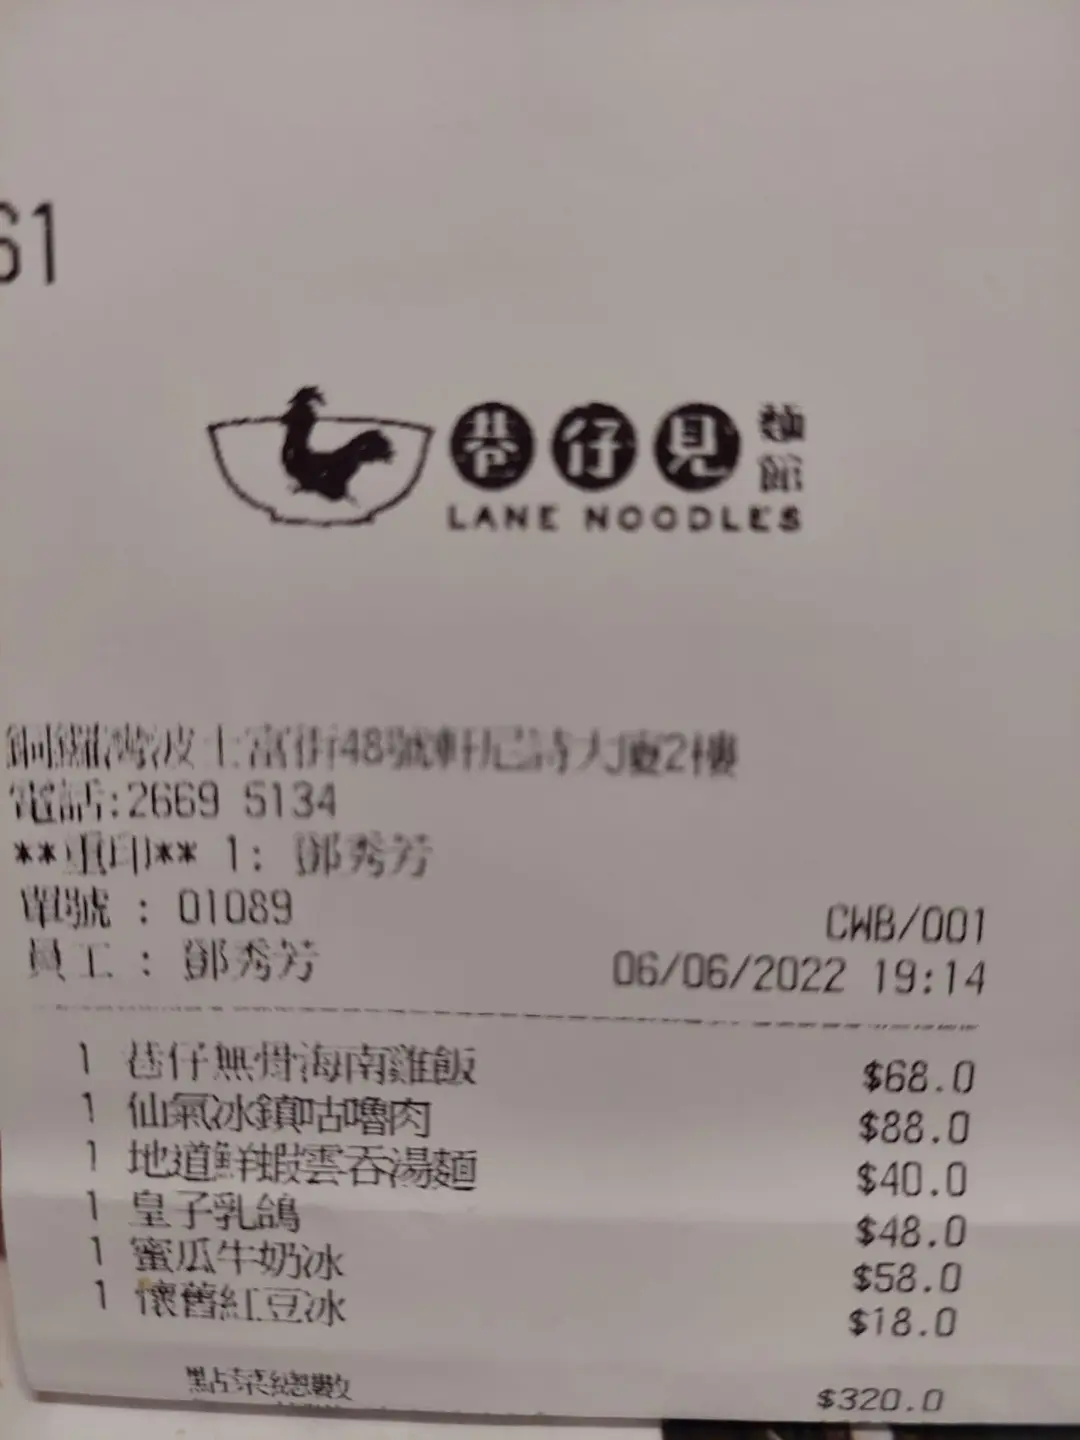 61
巷仔見
麵館
LANE NOODLES
銅鑼灣波士富街48號軒尼詩大廈2樓
電話:2669 5134
**重印** 1: 鄧秀芳
單號 : 01089
CWB/001
員工 : 鄧秀芳
06/06/2022 19:14
1 巷仔無骨海南雞飯 $68.0
1 仙氣冰鎮咕嚕肉 $88.0
1 地道鮮蝦雲吞湯麵 $40.0
1 皇子乳鴿 $48.0
1 蜜瓜牛奶冰 $58.0
1 懷舊紅豆冰 $18.0
點菜總數 $320.0